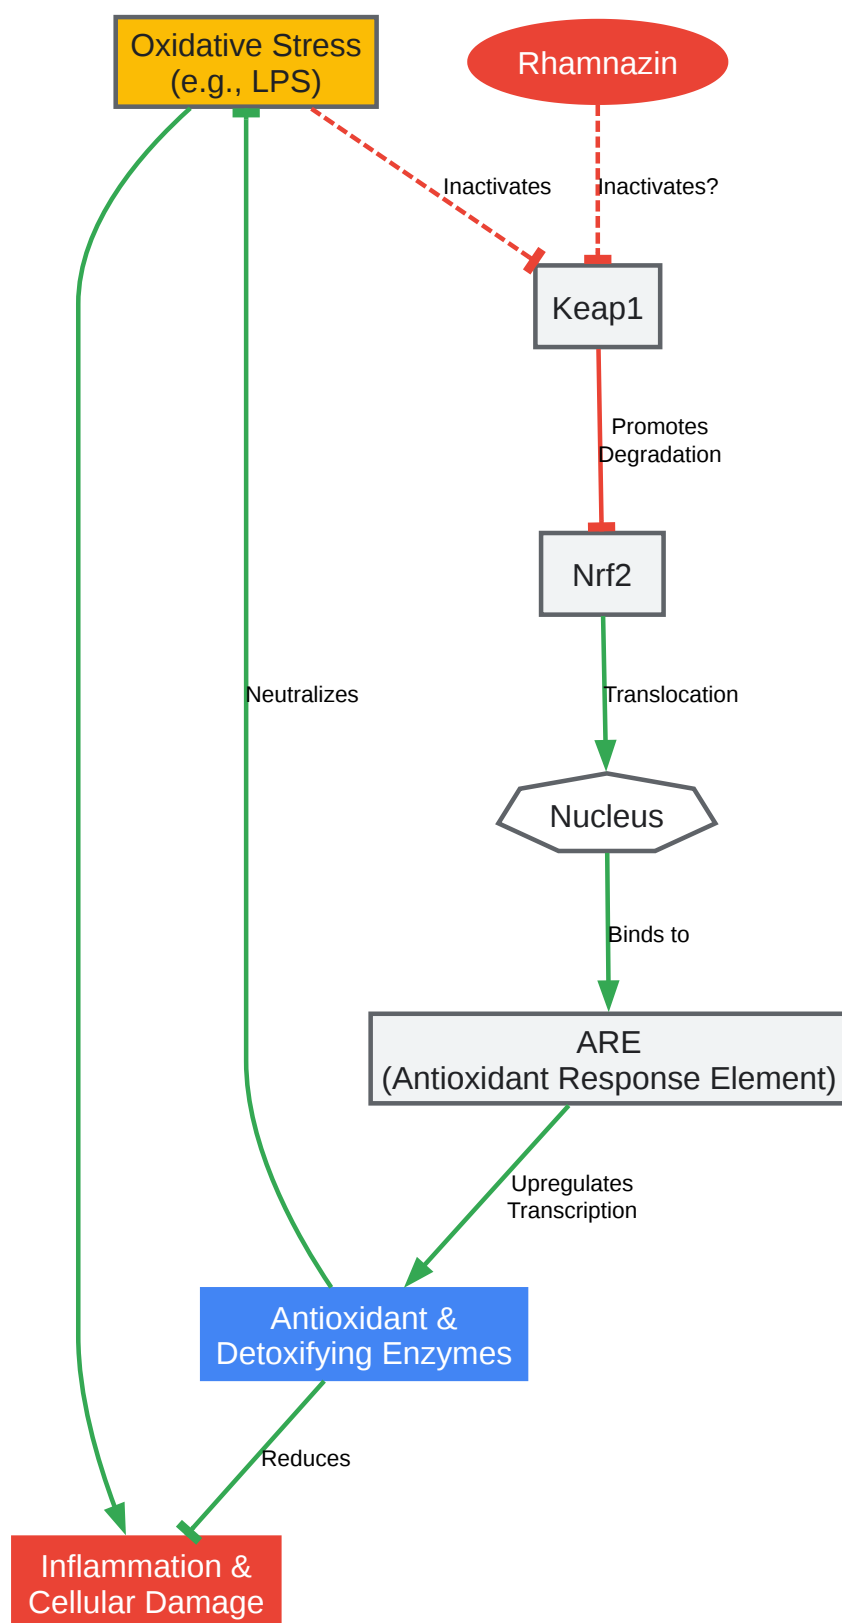 Oxidative Stress
(e.g., LPS)
Rhamnazin
Inactivates
Inactivates?
Keap1
Promotes
Degradation
Nrf2
Neutralizes
Translocation
Nucleus
Binds to
ARE
(Antioxidant Response Element)
Upregulates
Transcription
Antioxidant &
Detoxifying Enzymes
Reduces
Inflammation &
Cellular Damage